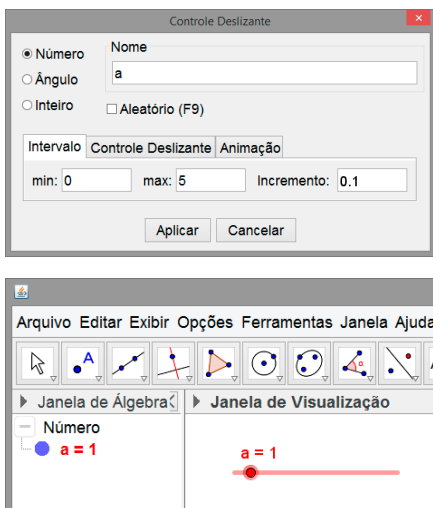 Controle Deslizante
Número
Ângulo
Inteiro
Nome
a
Aleatório (F9)
Intervalo Controle Deslizante Animação
min: 0 max: 5 Incremento: 0.1
Aplicar Cancelar
Arquivo Editar Exibir Opções Ferramentas Janela Ajuda
A
Janela de Álgebra Janela de Visualização
Número
a = 1
a = 1